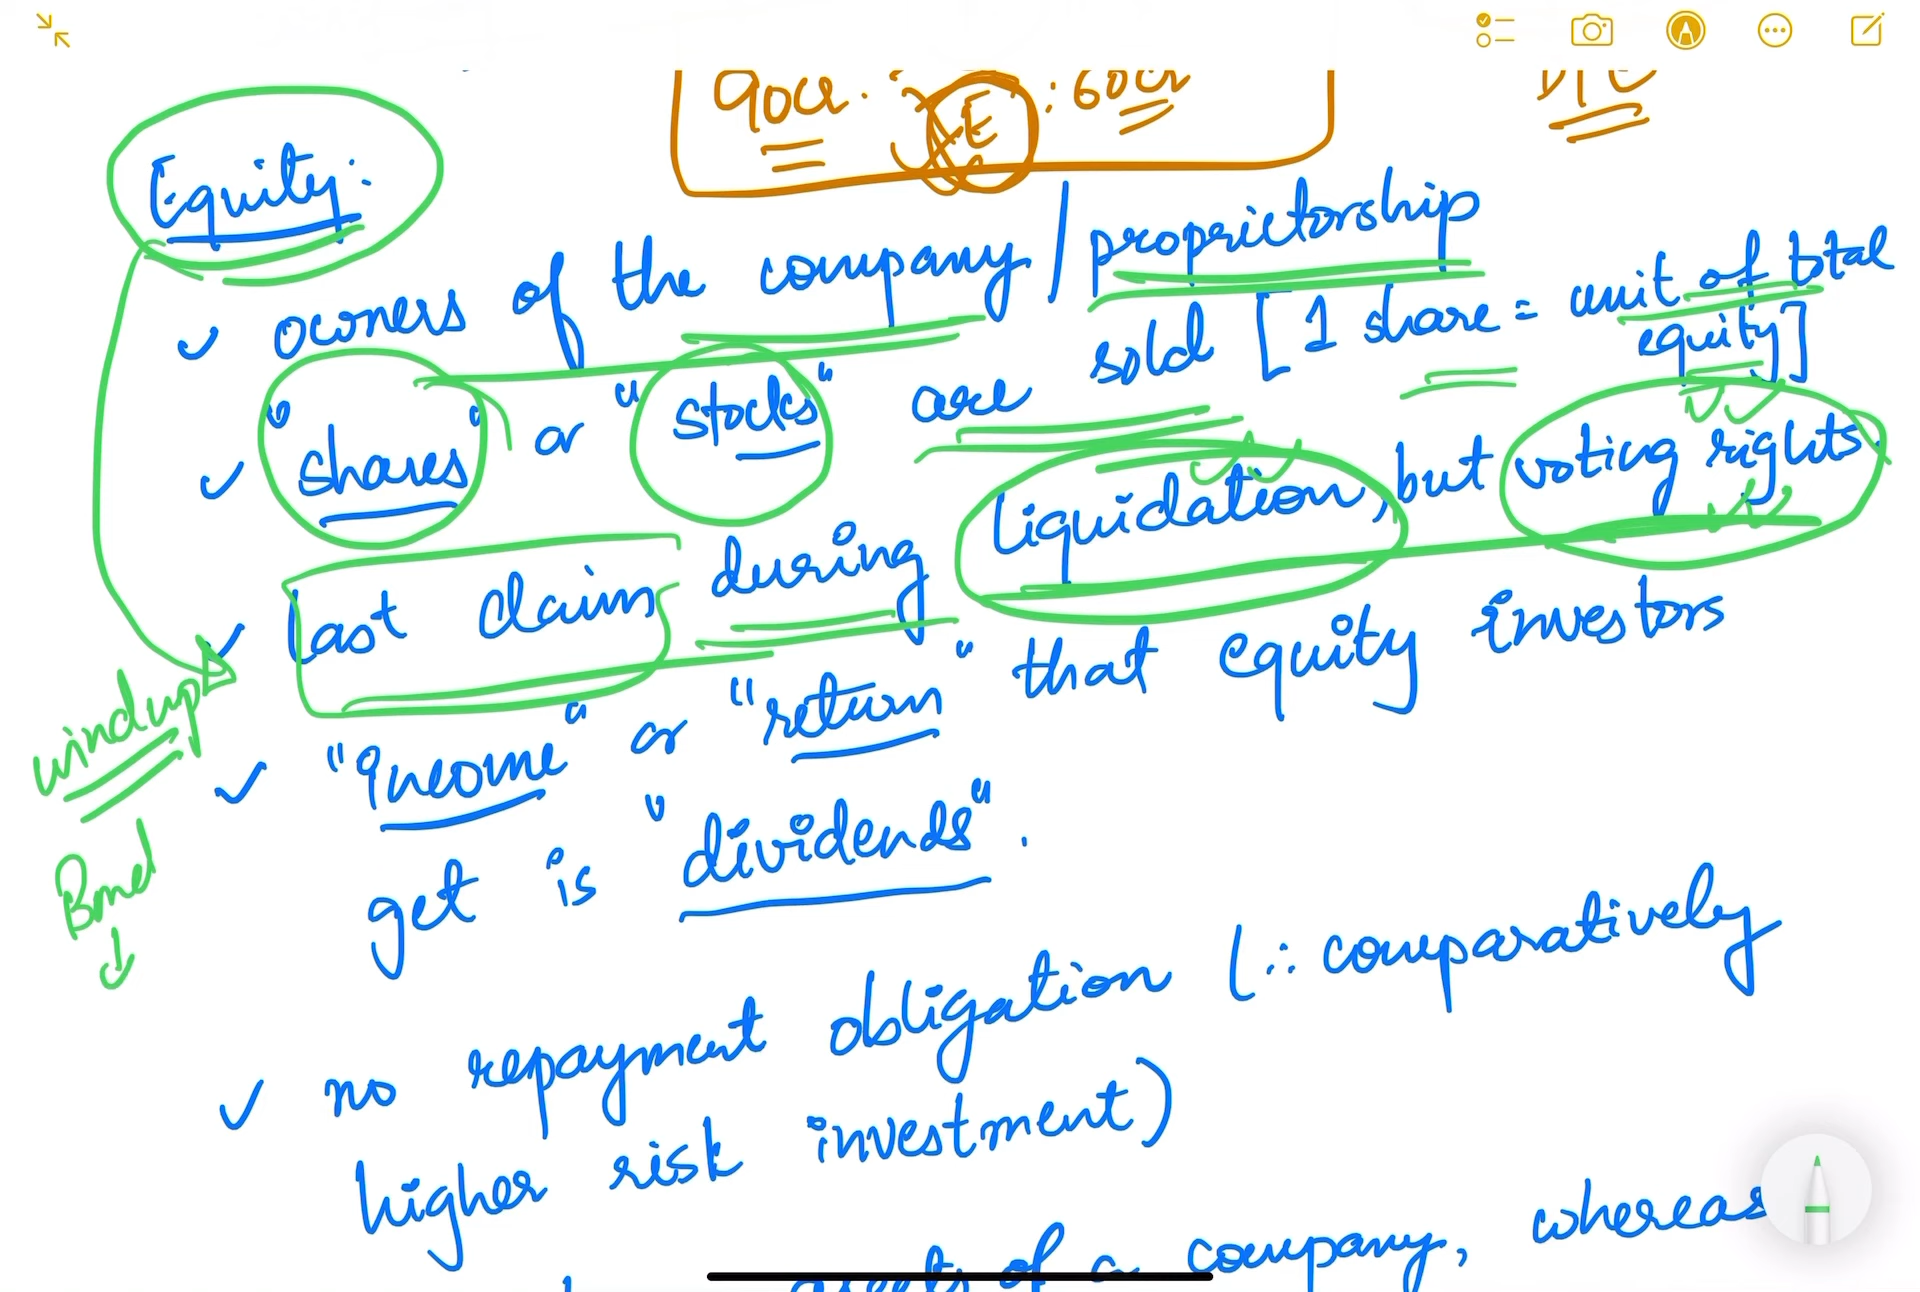 90cr. : E : 60cr
Equity:
owners of the company / proprietorship
"shares" or "stocks" are sold [1 share = unit of total equity]
last claim during liquidation, but voting rights.
windup
"Income" or "return" that equity investors
get is "dividends".
no repayment obligation (∴ comparatively
higher risk investment)
assets of a company, whereas